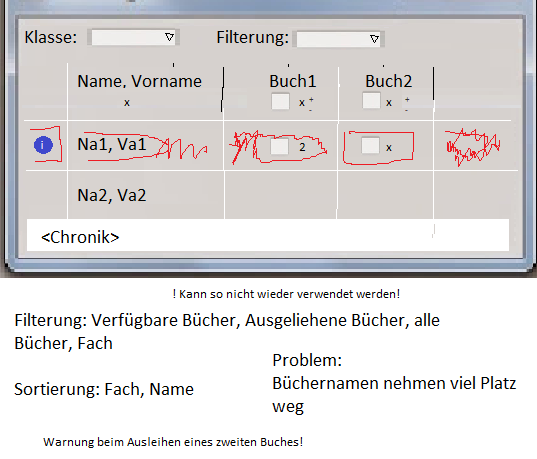 Klasse: Filterung:
Name, Vorname Buch1 Buch2
x x + - x + -
i Na1, Va1 2 x
Na2, Va2
<Chronik>
! Kann so nicht wieder verwendet werden!
Filterung: Verfügbare Bücher, Ausgeliehene Bücher, alle
Bücher, Fach
Problem:
Büchernamen nehmen viel Platz
weg
Sortierung: Fach, Name
Warnung beim Ausleihen eines zweiten Buches!